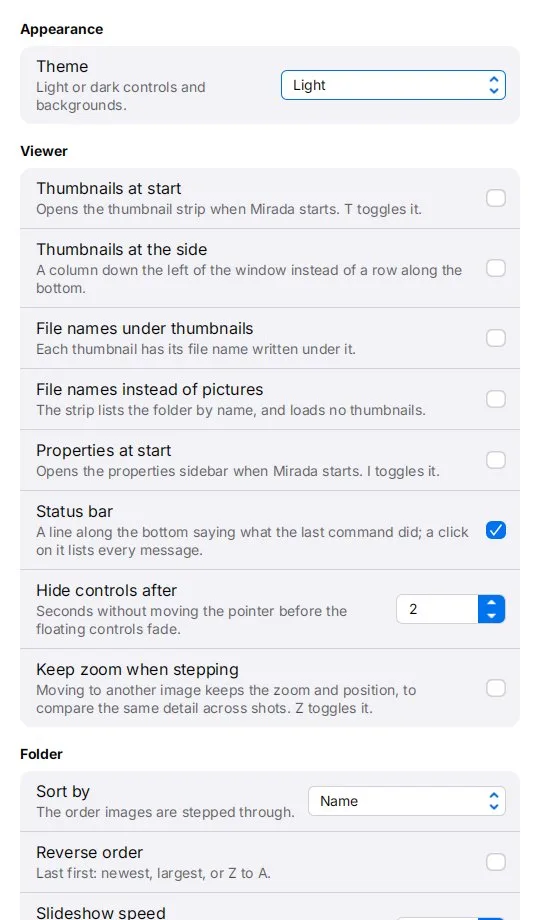 Appearance
Theme
Light or dark controls and
backgrounds.
Light
Viewer
Thumbnails at start
Opens the thumbnail strip when Mirada starts. T toggles it.
Thumbnails at the side
A column down the left of the window instead of a row along the
bottom.
File names under thumbnails
Each thumbnail has its file name written under it.
File names instead of pictures
The strip lists the folder by name, and loads no thumbnails.
Properties at start
Opens the properties sidebar when Mirada starts. I toggles it.
Status bar
A line along the bottom saying what the last command did; a click
on it lists every message.
Hide controls after
Seconds without moving the pointer before the
floating controls fade.
2
Keep zoom when stepping
Moving to another image keeps the zoom and position, to
compare the same detail across shots. Z toggles it.
Folder
Sort by
The order images are stepped through.
Name
Reverse order
Last first: newest, largest, or Z to A.
Slideshow speed